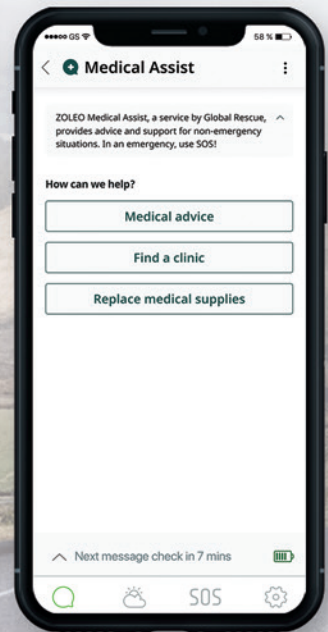 GS
58 %
Medical Assist
ZOLEO Medical Assist, a service by Global Rescue,
provides advice and support for non-emergency
situations. In an emergency, use SOS!
How can we help?
Medical advice
Find a clinic
Replace medical supplies
Next message check in 7 mins
SOS